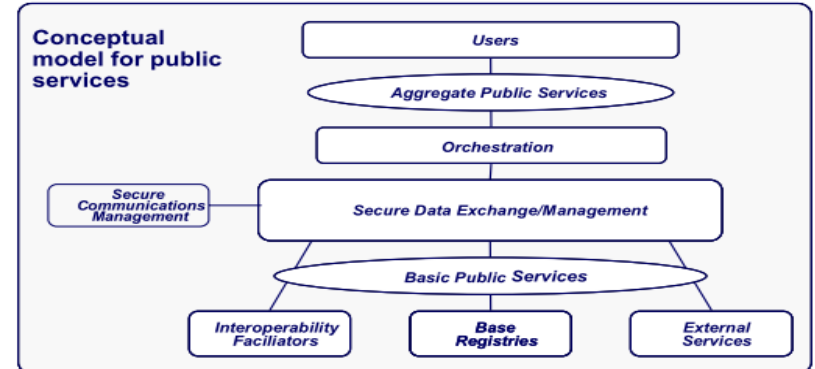 Conceptual
model for public
services
Users
Aggregate Public Services
Orchestration
Secure
Communications
Management
Secure Data Exchange/Management
Basic Public Services
Interoperability
Faciliators
Base
Registries
External
Services